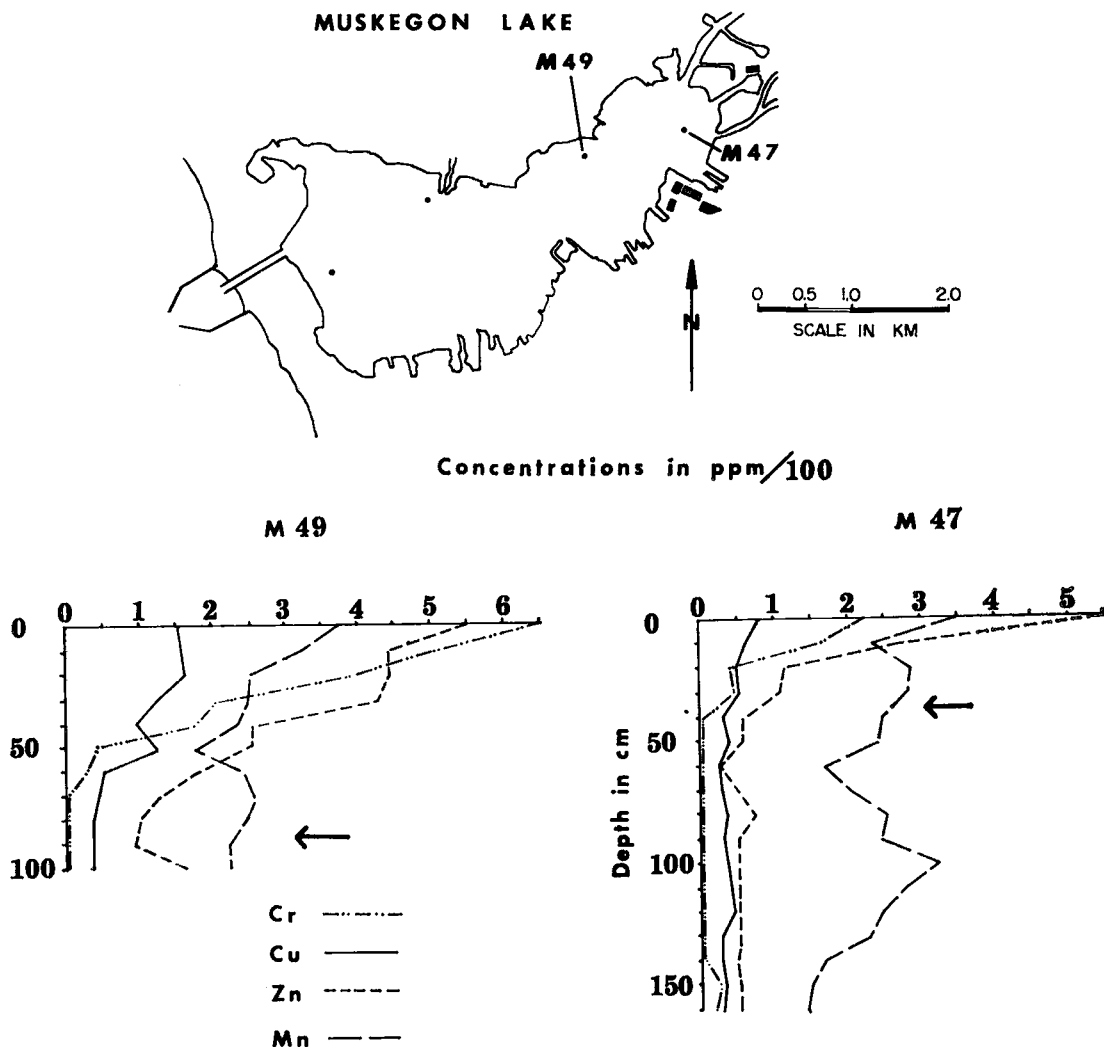 MUSKEGON LAKE
M49
M47
N
0 0.5 1.0 2.0
SCALE IN KM
Concentrations in ppm/100
M 49
0 1 2 3 4 5 6
0
50
100
Cr
Cu
Zn
Mn
M 47
0 1 2 3 4 5
0
50
100
150
Depth in cm